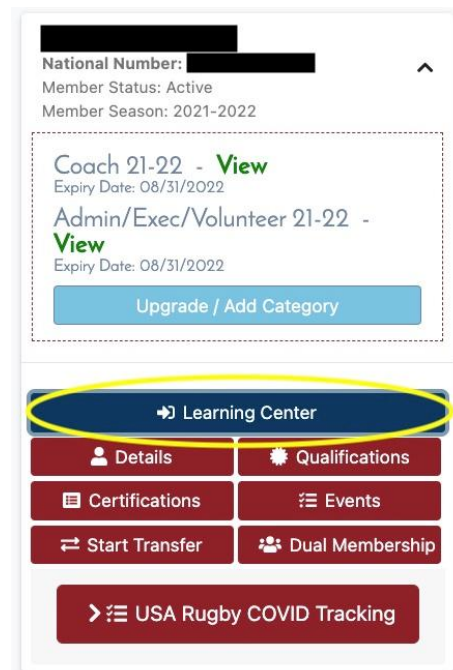 National Number:
Member Status: Active
Member Season: 2021-2022
Coach 21-22 - View
Expiry Date: 08/31/2022
Admin/Exec/Volunteer 21-22 -
View
Expiry Date: 08/31/2022
Upgrade / Add Category
Learning Center
Details
Qualifications
Certifications
Events
Start Transfer
Dual Membership
USA Rugby COVID Tracking